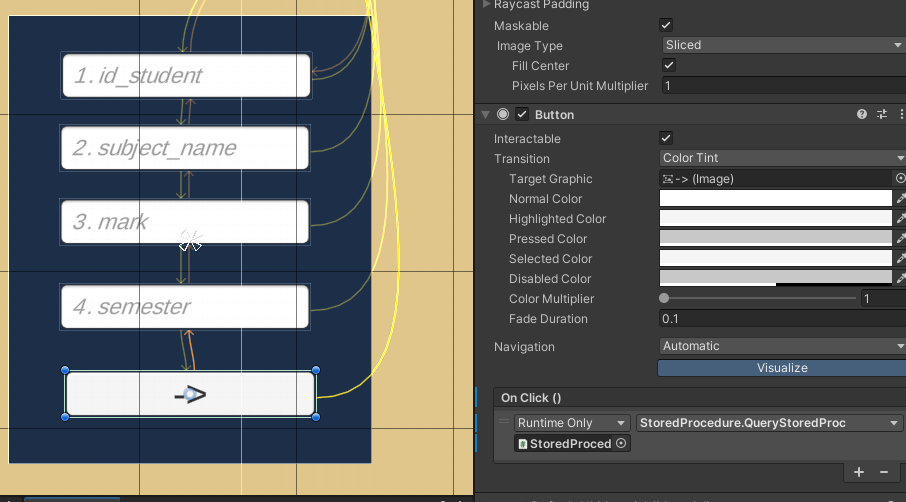 1. id_student
2. subject_name
3. mark
4. semester
->
Raycast Padding
Maskable
Image Type
Sliced
Fill Center
Pixels Per Unit Multiplier
1
Button
Interactable
Transition
Color Tint
Target Graphic
-> (Image)
Normal Color
Highlighted Color
Pressed Color
Selected Color
Disabled Color
Color Multiplier
1
Fade Duration
0.1
Navigation
Automatic
Visualize
On Click ()
Runtime Only
StoredProcedure.QueryStoredProc
StoredProced